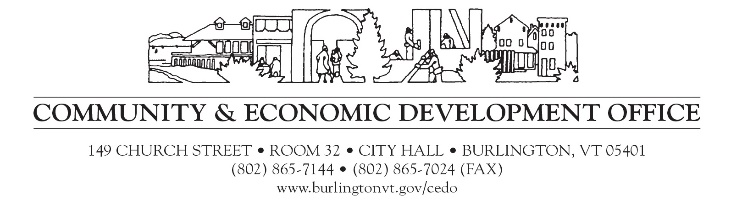 COMMUNITY & ECONOMIC DEVELOPMENT OFFICE
149 CHURCH STREET • ROOM 32 • CITY HALL • BURLINGTON, VT 05401
(802) 865-7144 • (802) 865-7024 (FAX)
www.burlingtonvt.gov/cedo